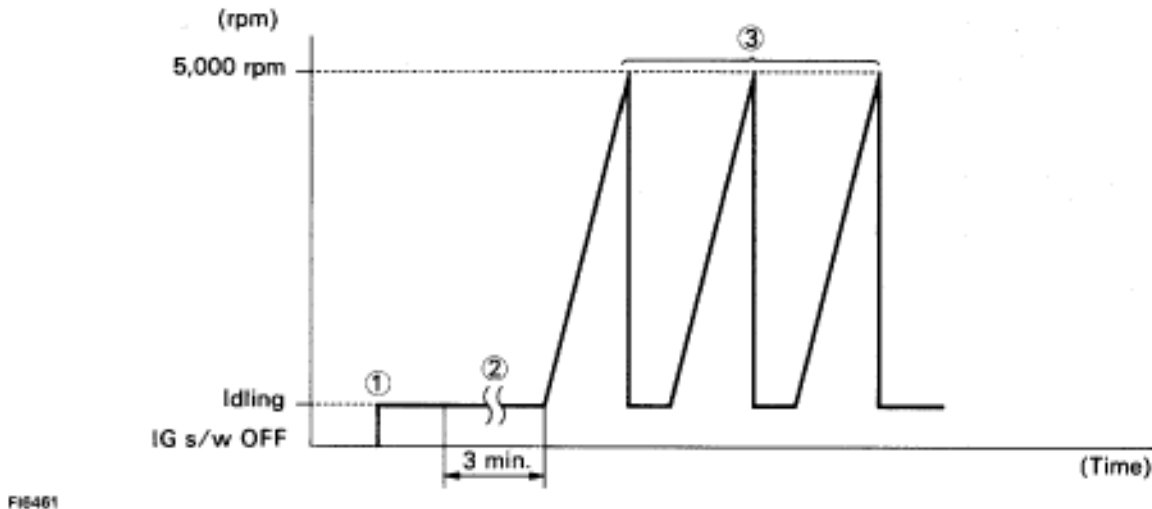 (rpm)
③
5,000 rpm
①
②
Idling
IG s/w OFF
3 min.
(Time)
FI6461